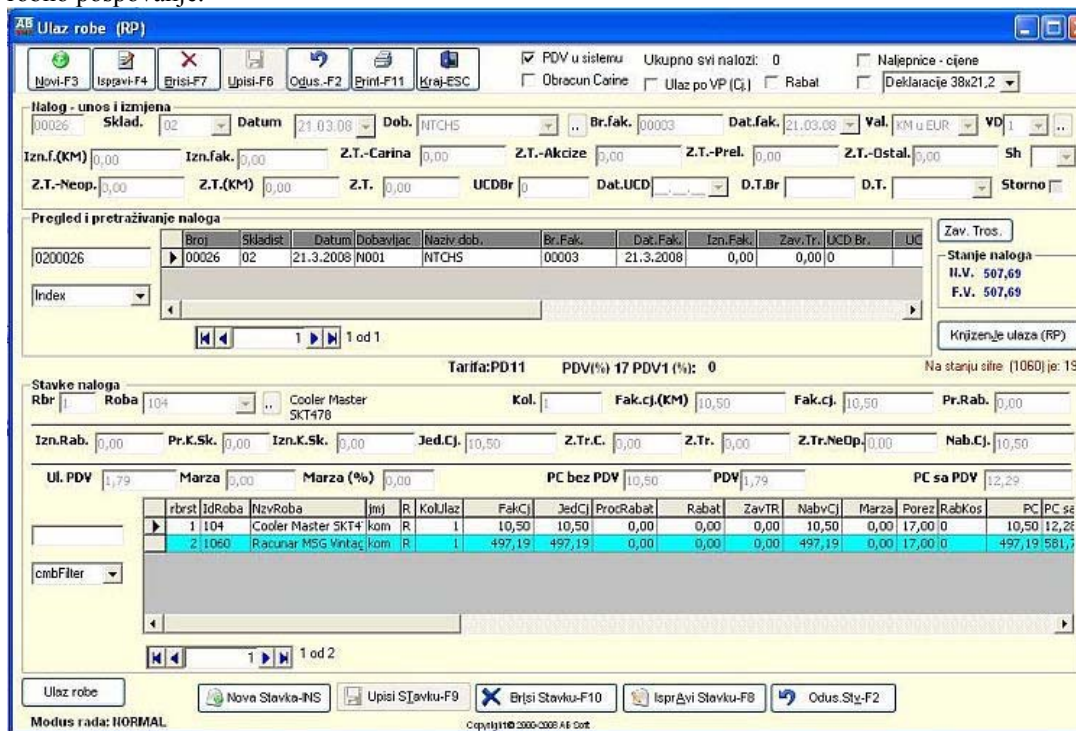 Ulaz robe (RP)
Novi-F3 Ispravi-F4 Brisi-F7 Upisi-F6 Odus.-F2 Print-F11 Kraj-ESC
PDV u sistemu Ukupno svi nalozi: 0 Naljepnice - cijene
Obracun Carine Ulaz po VP (Cj.) Rabat Deklaracije 38x21,2
Nalog - unos i izmjena
00026 Sklad. 02 Datum 21.03.08 Dob. NTCHS .. Br.fak. 00003 Dat.fak. 21.03.08 Val. KM u EUR VD 1 ..
Izn.f.(KM) 0,00 Izn.fak. 0,00 Z.T.-Carina 0,00 Z.T.-Akcize 0,00 Z.T.-Prel. 0,00 Z.T.-Ostal. 0,00 Sh
Z.T.-Neop. 0,00 Z.T.(KM) 0,00 Z.T. 0,00 UCDBr 0 Dat.UCD __.__.__ D.T.Br D.T. Storno
Pregled i pretraživanje naloga
Broj Skladist Datum Dobavljac Naziv dob. Br.Fak. Dat.Fak. Izn.Fak. Zav.Tr. UCD Br. UC
0200026 00026 02 21.3.2008 N001 NTCHS 00003 21.3.2008 0,00 0,00 0
Zav. Tros.
Stanje naloga
N.V. 507,69
F.V. 507,69
Index
1 1 od 1
Knjizenje ulaza (RP)
Tarifa:PD11 PDV(%) 17 PDV1 (%): 0 Na stanju sifre (1060) je: 19
Stavke naloga
Rbr 1 Roba 104 .. Cooler Master SKT478 Kol. 1 Fak.cj.(KM) 10,50 Fak.cj. 10,50 Pr.Rab. 0,00
Izn.Rab. 0,00 Pr.K.Sk. 0,00 Izn.K.Sk. 0,00 Jed.Cj. 10,50 Z.Tr.C. 0,00 Z.Tr. 0,00 Z.Tr.NeOp. 0,00 Nab.Cj. 10,50
Ul. PDV 1,79 Marza 0,00 Marza (%) 0,00 PC bez PDV 10,50 PDV 1,79 PC sa PDV 12,29
rbrst IdRoba NzvRoba jmj R KolUlaz FakCj JedCj ProcRabat Rabat ZavTR NabvCj Marza Porez RabKos PC PC sa
1 104 Cooler Master SKT4 kom R 1 10,50 10,50 0,00 0,00 0,00 10,50 0,00 17,00 0 10,50 12,28
2 1060 Racunar MSG Vintag kom R 1 497,19 497,19 0,00 0,00 0,00 497,19 0,00 17,00 0 497,19 581,7
cmbFilter
1 1 od 2
Ulaz robe Nova Stavka-INS Upisi STavku-F9 BrIsi Stavku-F10 IsprAvi Stavku-F8 Odus.Stv-F2
Modus rada: NORMAL Copyright© 2000-2008 AB Soft